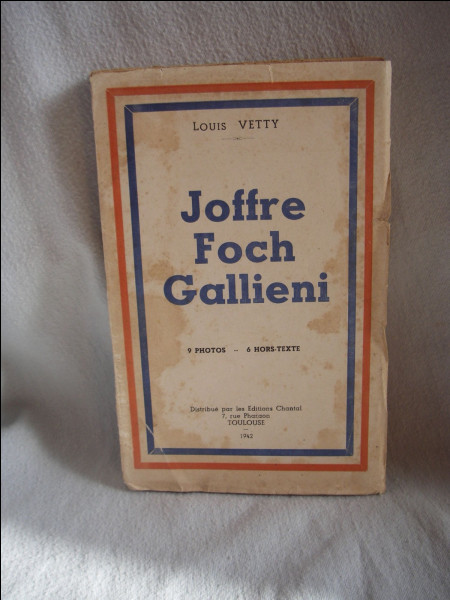 Louis VETTY
Joffre
Foch
Gallieni
9 PHOTOS – 6 HORS-TEXTE
Distribué par les Editions Chantal
7, rue Pharaon
TOULOUSE
1942